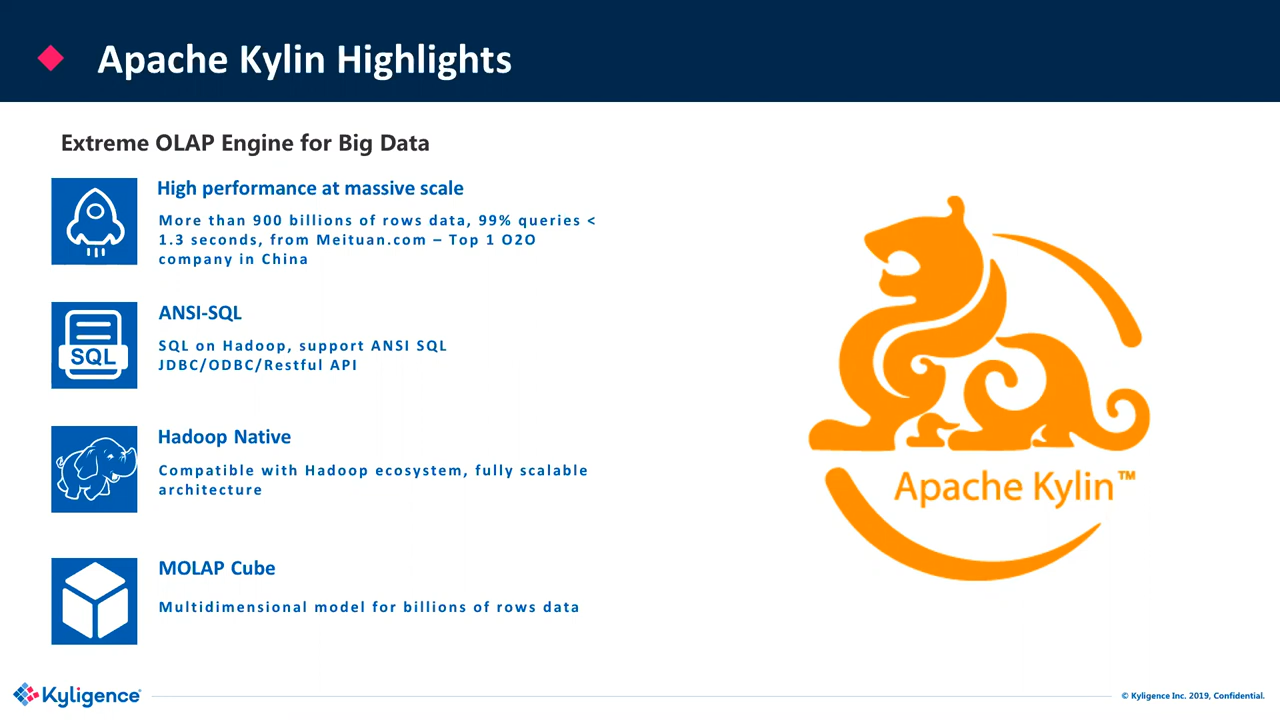 Apache Kylin Highlights
Extreme OLAP Engine for Big Data
High performance at massive scale
More than 900 billions of rows data, 99% queries <
1.3 seconds, from Meituan.com – Top 1 O2O
company in China
SQL
ANSI-SQL
SQL on Hadoop, support ANSI SQL
JDBC/ODBC/Restful API
Hadoop Native
Compatible with Hadoop ecosystem, fully scalable
architecture
MOLAP Cube
Multidimensional model for billions of rows data
Apache Kylin™
Kyligence®
© Kyligence Inc. 2019, Confidential.